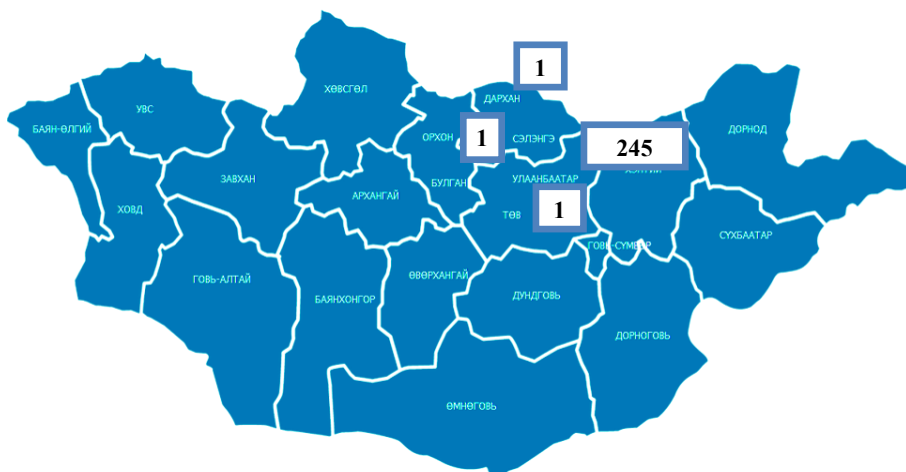 1
ДАРХАН
ХӨВСГӨЛ
УВС
БАЯН-ӨЛГИЙ
ОРХОН
1
СЭЛЭНГЭ
245
ДОРНОД
ЗАВХАН
АРХАНГАЙ
БУЛГАН
УЛААНБААТАР
ХОВД
ТӨВ
1
СҮХБААТАР
ГОВЬ-СҮМБЭР
ГОВЬ-АЛТАЙ
БАЯНХОНГОР
ӨВӨРХАНГАЙ
ДУНДГОВЬ
ДОРНОГОВЬ
ӨМНӨГОВЬ